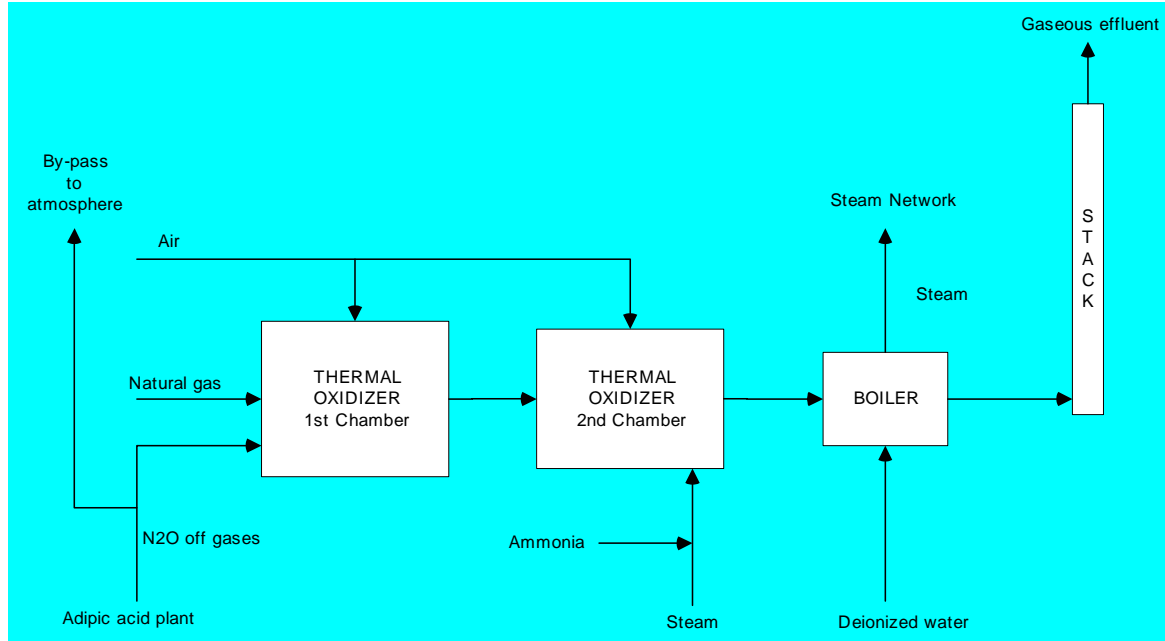 Gaseous effluent
By-pass
to
atmosphere
Steam Network
Air
Steam
S
T
A
C
K
Natural gas
THERMAL
OXIDIZER
1st Chamber
THERMAL
OXIDIZER
2nd Chamber
BOILER
N2O off gases
Ammonia
Adipic acid plant
Steam
Deionized water